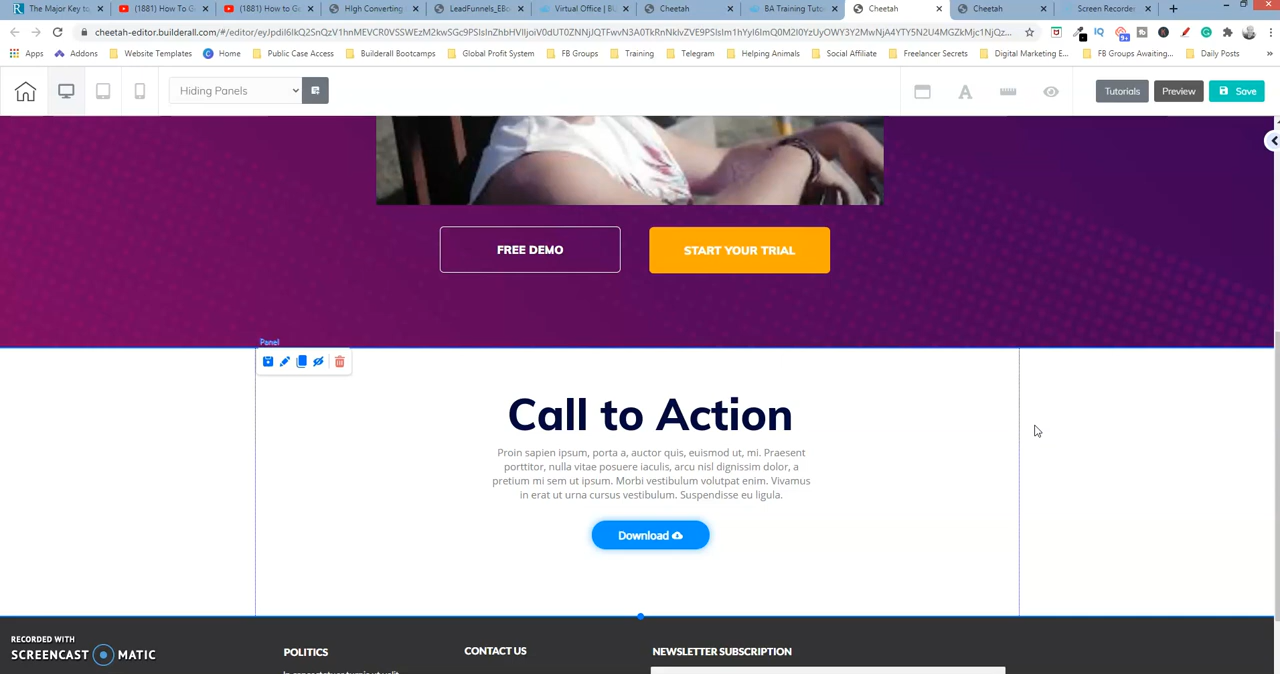 The Major Key to
(1881) How To G
(1881) How to Go
High Converting
LeadFunnels_EBo
Virtual Office | BU
Cheetah
BA Training Tuto
Cheetah
Cheetah
Screen Recorder
Apps
Addons
Website Templates
Home
Public Case Access
Builderall Bootcamps
Global Profit System
FB Groups
Training
Telegram
Helping Animals
Social Affiliate
Freelancer Secrets
Digital Marketing E...
FB Groups Awaiting...
Daily Posts
Hiding Panels
Tutorials
Preview
Save
FREE DEMO
START YOUR TRIAL
Panel
Call to Action
Proin sapien ipsum, porta a, auctor quis, euismod ut, mi. Praesent
porttitor, nulla vitae posuere iaculis, arcu nisl dignissim dolor, a
pretium mi sem ut ipsum. Morbi vestibulum volutpat enim. Vivamus
in erat ut urna cursus vestibulum. Suspendisse eu ligula.
Download
RECORDED WITH
SCREENCAST MATIC
POLITICS
CONTACT US
NEWSLETTER SUBSCRIPTION